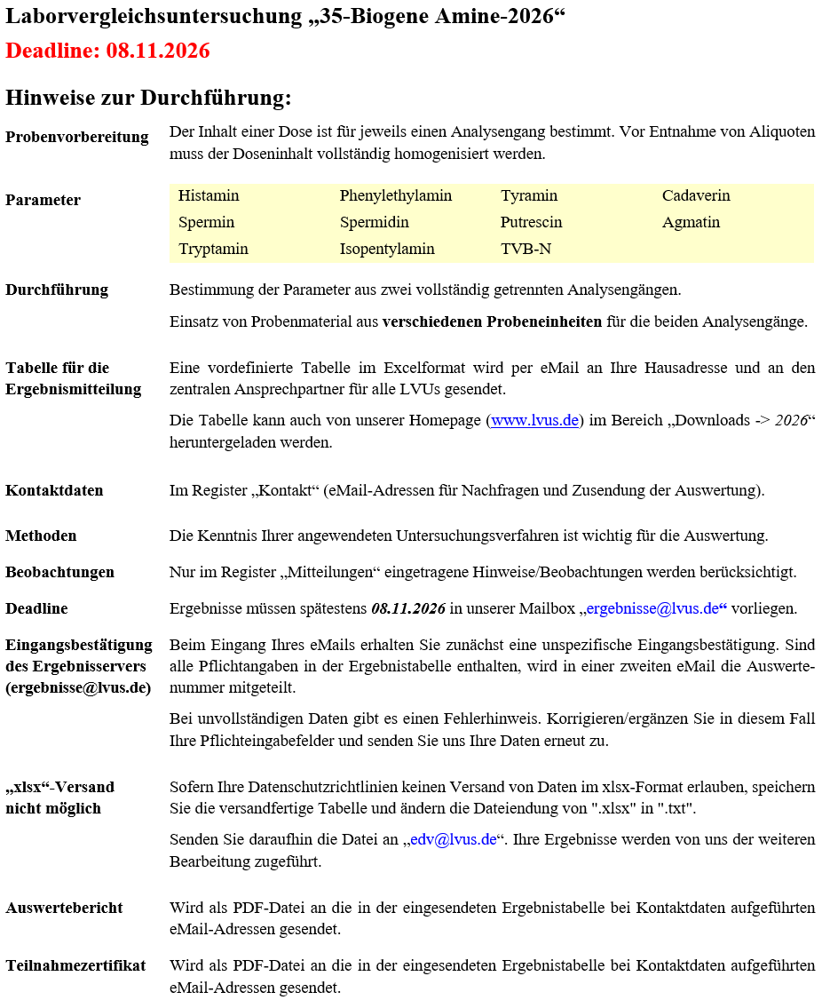 Laborvergleichsuntersuchung „35-Biogene Amine-2026“
Deadline: 08.11.2026
Hinweise zur Durchführung:
Probenvorbereitung
Der Inhalt einer Dose ist für jeweils einen Analysengang bestimmt. Vor Entnahme von Aliquoten
muss der Doseninhalt vollständig homogenisiert werden.
Parameter
Histamin Phenylethylamin Tyramin Cadaverin
Spermin Spermidin Putrescin Agmatin
Tryptamin Isopentylamin TVB-N
Durchführung
Bestimmung der Parameter aus zwei vollständig getrennten Analysengängen.
Einsatz von Probenmaterial aus verschiedenen Probeneinheiten für die beiden Analysengänge.
Tabelle für die
Ergebnismitteilung
Eine vordefinierte Tabelle im Excelformat wird per eMail an Ihre Hausadresse und an den
zentralen Ansprechpartner für alle LVUs gesendet.
Die Tabelle kann auch von unserer Homepage (www.lvus.de) im Bereich „Downloads -> 2026“
heruntergeladen werden.
Kontaktdaten
Im Register „Kontakt“ (eMail-Adressen für Nachfragen und Zusendung der Auswertung).
Methoden
Die Kenntnis Ihrer angewendeten Untersuchungsverfahren ist wichtig für die Auswertung.
Beobachtungen
Nur im Register „Mitteilungen“ eingetragene Hinweise/Beobachtungen werden berücksichtigt.
Deadline
Ergebnisse müssen spätestens 08.11.2026 in unserer Mailbox „ergebnisse@lvus.de“ vorliegen.
Eingangsbestätigung
des Ergebnisservers
(ergebnisse@lvus.de)
Beim Eingang Ihres eMails erhalten Sie zunächst eine unspezifische Eingangsbestätigung. Sind
alle Pflichtangaben in der Ergebnistabelle enthalten, wird in einer zweiten eMail die Auswerte-
nummer mitgeteilt.
Bei unvollständigen Daten gibt es einen Fehlerhinweis. Korrigieren/ergänzen Sie in diesem Fall
Ihre Pflichteingabefelder und senden Sie uns Ihre Daten erneut zu.
„xlsx“-Versand
nicht möglich
Sofern Ihre Datenschutzrichtlinien keinen Versand von Daten im xlsx-Format erlauben, speichern
Sie die versandfertige Tabelle und ändern die Dateiendung von ".xlsx" in ".txt".
Senden Sie daraufhin die Datei an „edv@lvus.de“. Ihre Ergebnisse werden von uns der weiteren
Bearbeitung zugeführt.
Auswertebericht
Wird als PDF-Datei an die in der eingesendeten Ergebnistabelle bei Kontaktdaten aufgeführten
eMail-Adressen gesendet.
Teilnahmezertifikat
Wird als PDF-Datei an die in der eingesendeten Ergebnistabelle bei Kontaktdaten aufgeführten
eMail-Adressen gesendet.